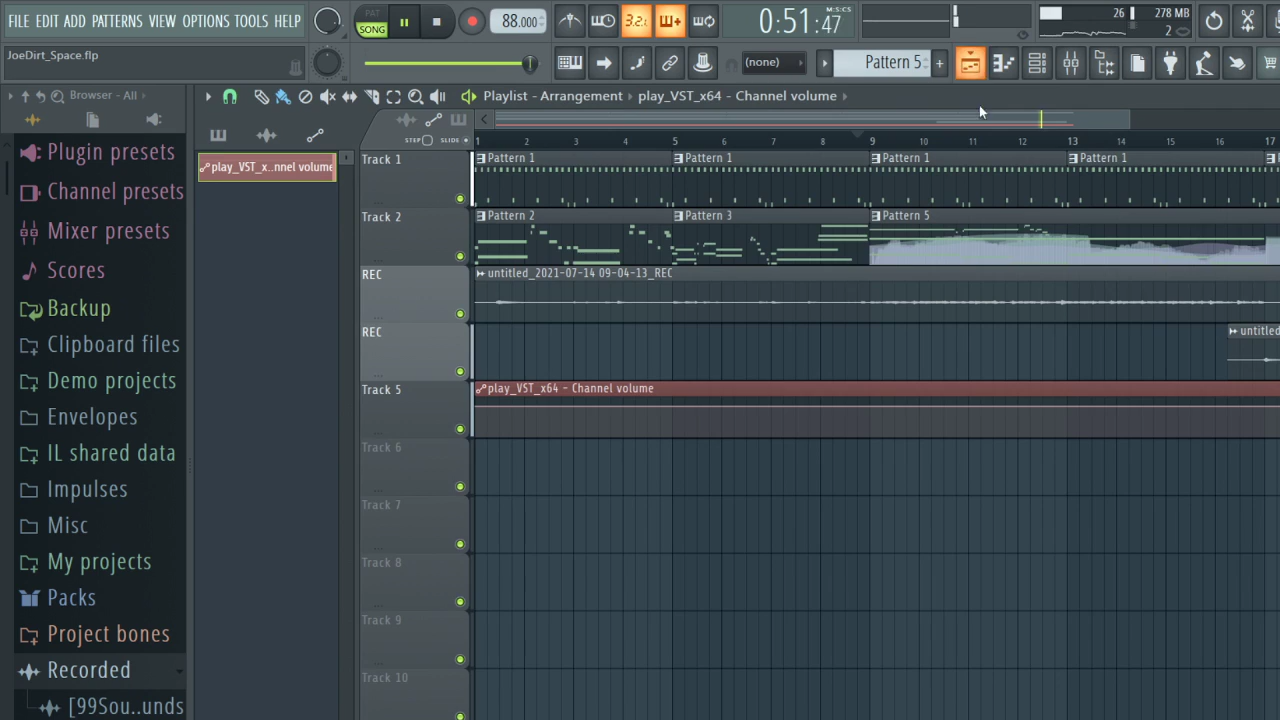 FILE EDIT ADD PATTERNS VIEW OPTIONS TOOLS HELP
PAT
SONG
88.000
3.2.1
0:51:47
M:S:CS
26
278 MB
2
JoeDirt_Space.flp
(none)
Pattern 5
Browser - All
Playlist - Arrangement › play_VST_x64 - Channel volume
STEP
SLIDE
1 2 3 4 5 6 7 8 9 10 11 12 13 14 15 16 17
play_VST_x..nnel volume
Plugin presets
Channel presets
Mixer presets
Scores
Backup
Clipboard files
Demo projects
Envelopes
IL shared data
Impulses
Misc
My projects
Packs
Project bones
Recorded
[99Sou..unds
Track 1
Pattern 1
Pattern 1
Pattern 1
Pattern 1
Track 2
Pattern 2
Pattern 3
Pattern 5
REC
untitled_2021-07-14 09-04-13_REC
REC
untitled
Track 5
play_VST_x64 - Channel volume
Track 6
Track 7
Track 8
Track 9
Track 10